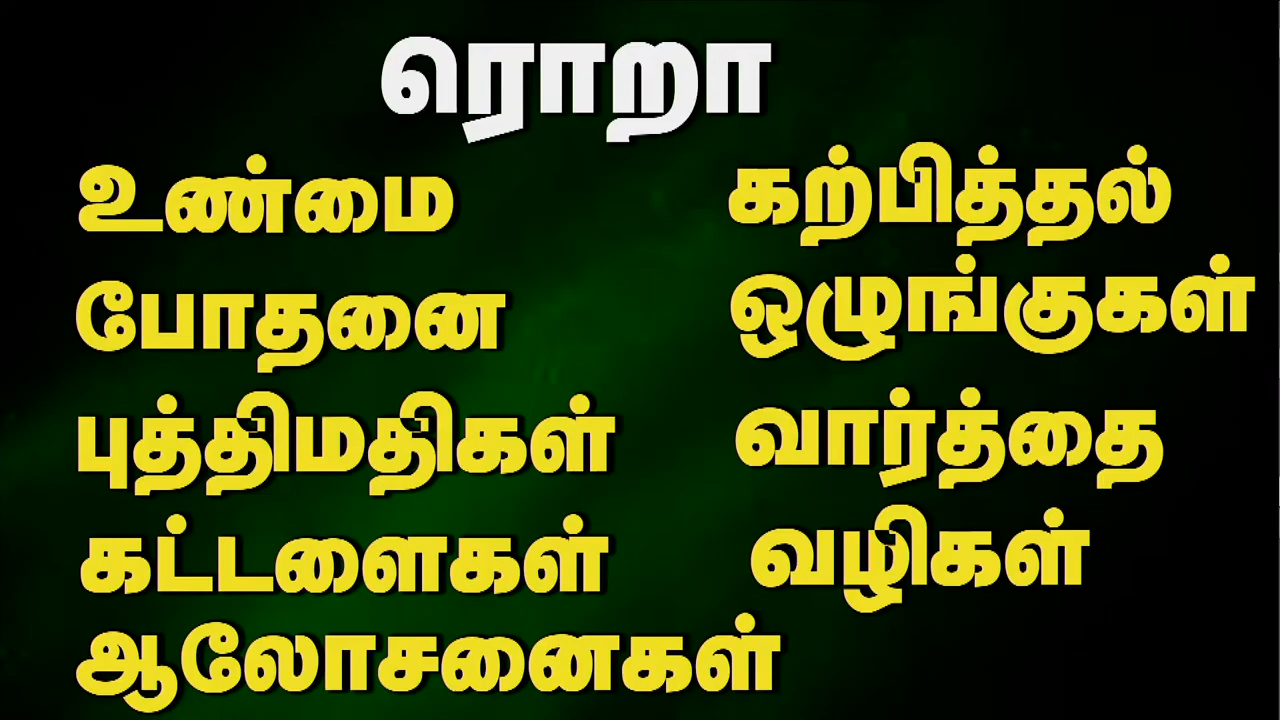 ரொறா
உண்மை
போதனை
புத்திமதிகள்
கட்டளைகள்
ஆலோசனைகள்
கற்பித்தல்
ஒழுங்குகள்
வார்த்தை
வழிகள்